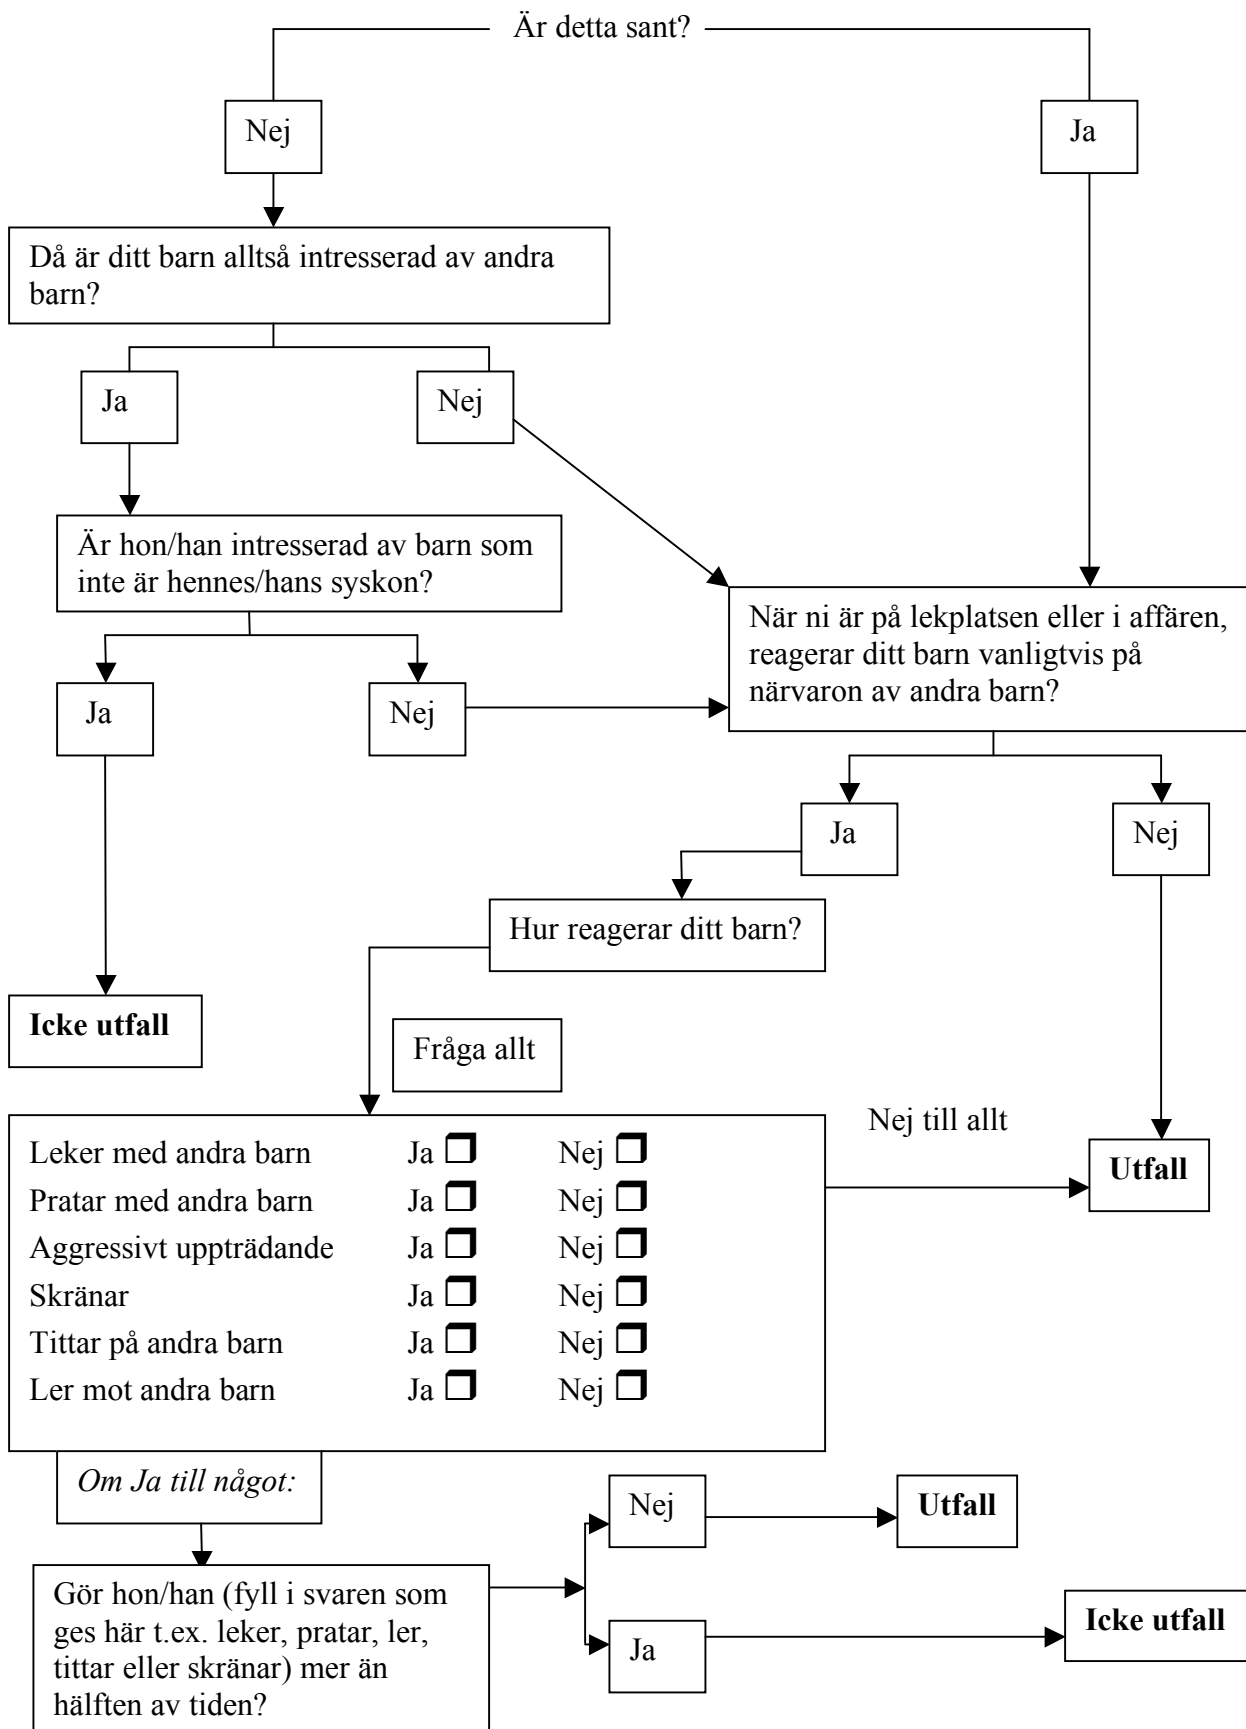 Är detta sant?
Nej
Ja
Då är ditt barn alltså intresserad av andra
barn?
Ja
Nej
Är hon/han intresserad av barn som
inte är hennes/hans syskon?
När ni är på lekplatsen eller i affären,
reagerar ditt barn vanligtvis på
närvaron av andra barn?
Ja
Nej
Ja
Nej
Hur reagerar ditt barn?
Icke utfall
Fråga allt
Leker med andra barn Ja Nej
Pratar med andra barn Ja Nej
Aggressivt uppträdande Ja Nej
Skränar Ja Nej
Tittar på andra barn Ja Nej
Ler mot andra barn Ja Nej
Nej till allt
Utfall
Om Ja till något:
Nej
Utfall
Gör hon/han (fyll i svaren som
ges här t.ex. leker, pratar, ler,
tittar eller skränar) mer än
hälften av tiden?
Ja
Icke utfall